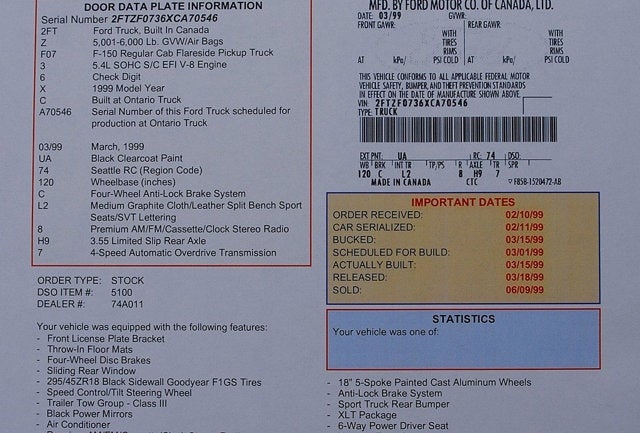 DOOR DATA PLATE INFORMATION
Serial Number 2FTZF0736XCA70546
2FT Ford Truck, Built In Canada
Z 5,001-6,000 Lb. GVW/Air Bags
F07 F-150 Regular Cab Flareside Pickup Truck
3 5.4L SOHC S/C EFI V-8 Engine
6 Check Digit
X 1999 Model Year
C Built at Ontario Truck
A70546 Serial Number of this Ford Truck scheduled for
production at Ontario Truck
03/99 March, 1999
UA Black Clearcoat Paint
74 Seattle RC (Region Code)
120 Wheelbase (inches)
C Four-Wheel Anti-Lock Brake System
L2 Medium Graphite Cloth/Leather Split Bench Sport
Seats/SVT Lettering
8 Premium AM/FM/Cassette/Clock Stereo Radio
H9 3.55 Limited Slip Rear Axle
7 4-Speed Automatic Overdrive Transmission
ORDER TYPE: STOCK
DSO ITEM #: 5100
DEALER #: 74A011
Your vehicle was equipped with the following features:
- Front License Plate Bracket
- Throw-In Floor Mats
- Four-Wheel Disc Brakes
- Sliding Rear Window
- 295/45ZR18 Black Sidewall Goodyear F1GS Tires
- Speed Control/Tilt Steering Wheel
- Trailer Tow Group - Class III
- Black Power Mirrors
- Air Conditioner
MFD. BY FORD MOTOR CO. OF CANADA, LTD.
DATE: 03/99 GVWR:
FRONT GAWR: REAR GAWR:
WITH WITH
TIRES TIRES
RIMS RIMS
AT kPa/ PSI COLD AT kPa/ PSI COLD
THIS VEHICLE CONFORMS TO ALL APPLICABLE FEDERAL MOTOR
VEHICLE SAFETY, BUMPER, AND THEFT PREVENTION STANDARDS
IN EFFECT ON THE DATE OF MANUFACTURE SHOWN ABOVE.
VIN: 2FTZF0736XCA70546
TYPE: TRUCK
EXT PNT: UA RC: 74 DSO:
WB BRK INT TR TP/PS R AXLE TR SPR
120 C L2 8 H9 7
MADE IN CANADA CTC F85B-1520472-AB
IMPORTANT DATES
ORDER RECEIVED: 02/10/99
CAR SERIALIZED: 02/11/99
BUCKED: 03/15/99
SCHEDULED FOR BUILD: 03/01/99
ACTUALLY BUILT: 03/15/99
RELEASED: 03/18/99
SOLD: 06/09/99
STATISTICS
Your vehicle was one of:
- 18" 5-Spoke Painted Cast Aluminum Wheels
- Anti-Lock Brake System
- Sport Truck Rear Bumper
- XLT Package
- 6-Way Power Driver Seat